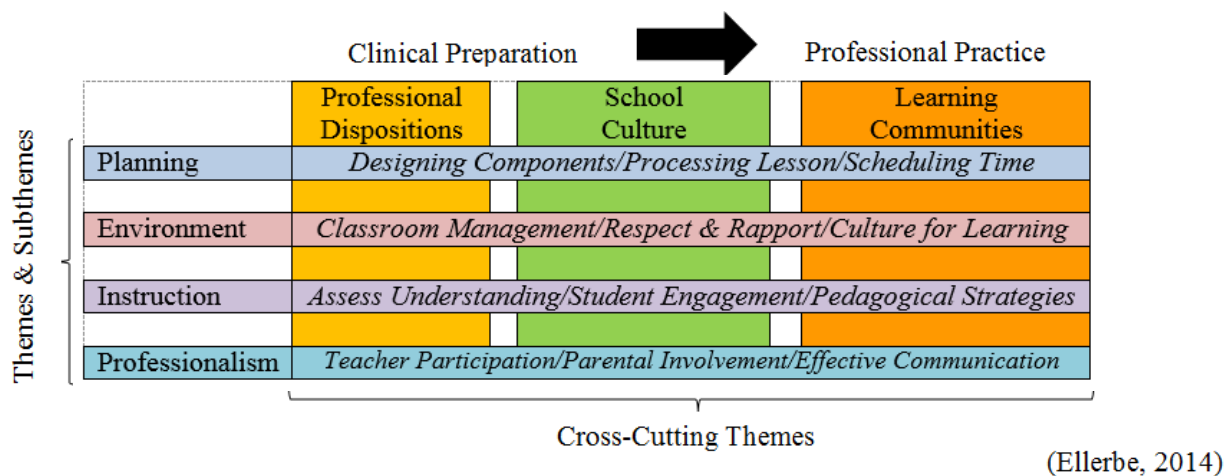 Clinical Preparation
Professional Practice
Professional
Dispositions
School
Culture
Learning
Communities
Themes & Subthemes
Planning
Designing Components/Processing Lesson/Scheduling Time
Environment
Classroom Management/Respect & Rapport/Culture for Learning
Instruction
Assess Understanding/Student Engagement/Pedagogical Strategies
Professionalism
Teacher Participation/Parental Involvement/Effective Communication
Cross-Cutting Themes
(Ellerbe, 2014)